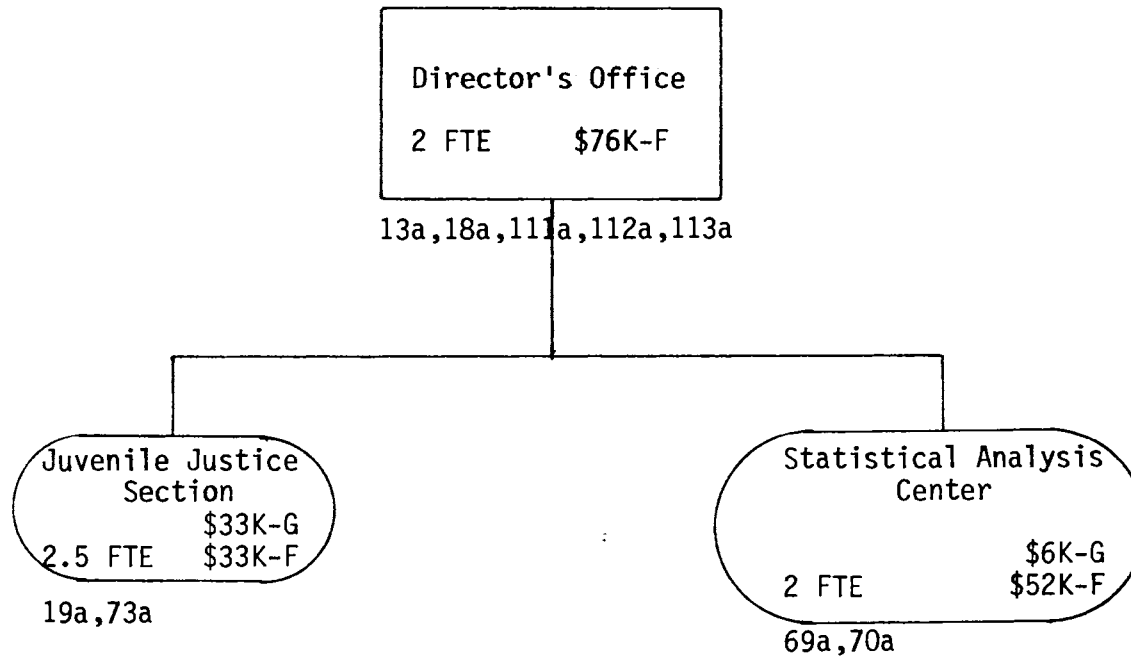 Director's Office
2 FTE $76K-F
13a,18a,111a,112a,113a
Juvenile Justice
Section
$33K-G
2.5 FTE $33K-F
19a,73a
Statistical Analysis
Center
$6K-G
2 FTE $52K-F
69a,70a